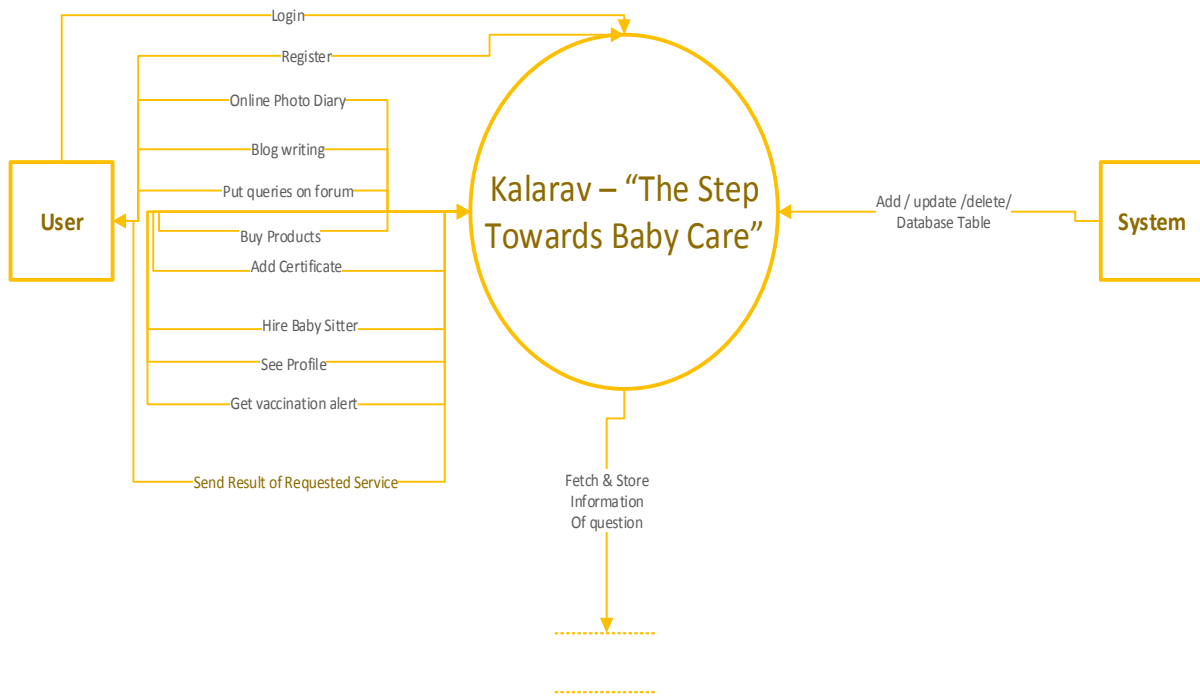 Login
Register
Online Photo Diary
Blog writing
Put queries on forum
User
Buy Products
Add Certificate
Hire Baby Sitter
See Profile
Get vaccination alert
Send Result of Requested Service
Kalarav – “The Step
Towards Baby Care”
Add / update /delete/
Database Table
System
Fetch & Store
Information
Of question